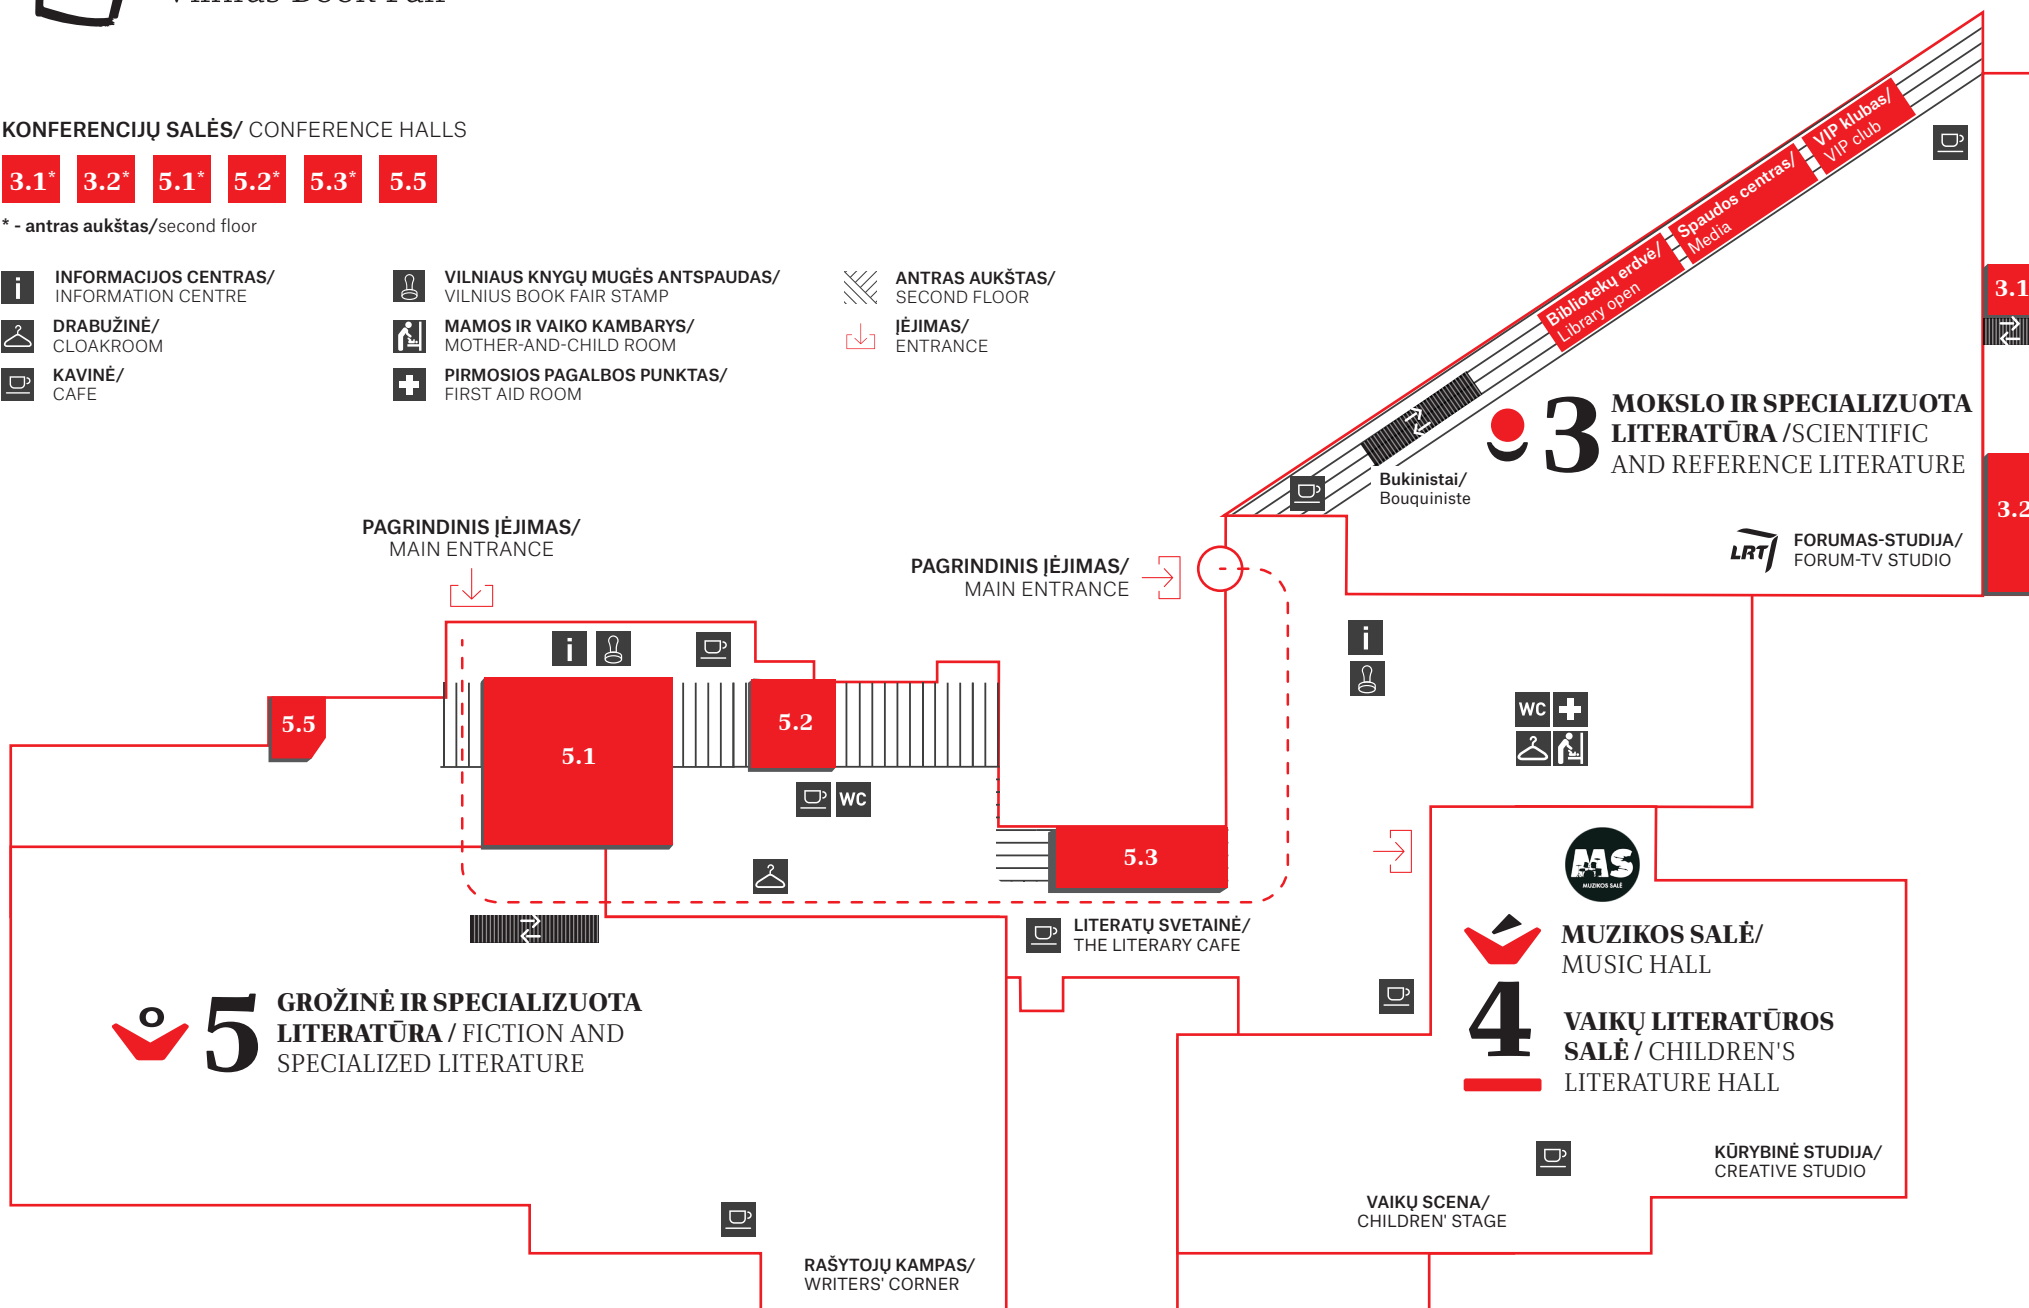 KONFERENCIJŲ SALĖS/ CONFERENCE HALLS
3.1* 3.2* 5.1* 5.2* 5.3* 5.5
* - antras aukštas/second floor
INFORMACIJOS CENTRAS/
INFORMATION CENTRE
DRABUŽINĖ/
CLOAKROOM
KAVINĖ/
CAFE
VILNIAUS KNYGŲ MUGĖS ANTSPAUDAS/
VILNIUS BOOK FAIR STAMP
MAMOS IR VAIKO KAMBARYS/
MOTHER-AND-CHILD ROOM
PIRMOSIOS PAGALBOS PUNKTAS/
FIRST AID ROOM
ANTRAS AUKŠTAS/
SECOND FLOOR
ĮĖJIMAS/
ENTRANCE
VIP klubas/
VIP club
Spaudos centras/
Media
Bibliotekų erdvė/
Library open
3.1
3 MOKSLO IR SPECIALIZUOTA
LITERATŪRA /SCIENTIFIC
AND REFERENCE LITERATURE
Bukinistai/
Bouquiniste
3.2
LRT FORUMAS-STUDIJA/
FORUM-TV STUDIO
PAGRINDINIS ĮĖJIMAS/
MAIN ENTRANCE
PAGRINDINIS ĮĖJIMAS/
MAIN ENTRANCE
i
i
5.5
5.1
5.2
WC
WC
5.3
MS
MUZIKOS SALĖ
LITERATŲ SVETAINĖ/
THE LITERARY CAFE
MUZIKOS SALĖ/
MUSIC HALL
4 VAIKŲ LITERATŪROS
SALĖ / CHILDREN'S
LITERATURE HALL
5 GROŽINĖ IR SPECIALIZUOTA
LITERATŪRA / FICTION AND
SPECIALIZED LITERATURE
KŪRYBINĖ STUDIJA/
CREATIVE STUDIO
VAIKŲ SCENA/
CHILDREN' STAGE
RAŠYTOJŲ KAMPAS/
WRITERS' CORNER